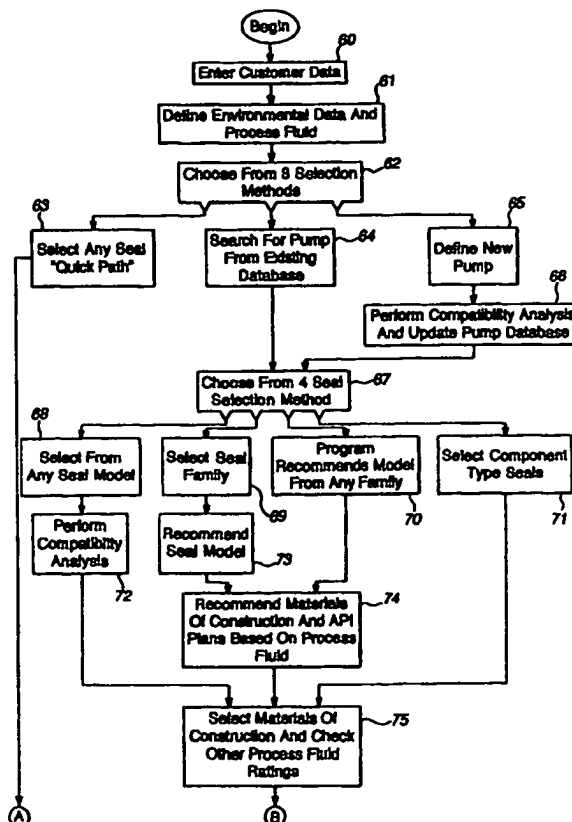 Begin
60
Enter Customer Data
61
Define Environmental Data And
Process Fluid
62
Choose From 3 Selection
Methods
63
Select Any Seal
"Quick Path"
64
Search For Pump
From Existing
Database
65
Define New
Pump
66
Perform Compatibility Analysis
And Update Pump Database
67
Choose From 4 Seal
Selection Method
68
Select From
Any Seal Model
Select Seal
Family
69
Program
Recommends Model
From Any Family
70
Select Component
Type Seals
71
Perform
Compatibility
Analysis
72
Recommend
Seal Model
73
Recommend Materials
Of Construction And API
Plans Based On Process
Fluid
74
Select Materials Of
Construction And Check
Other Process Fluid
Ratings
75
A
B